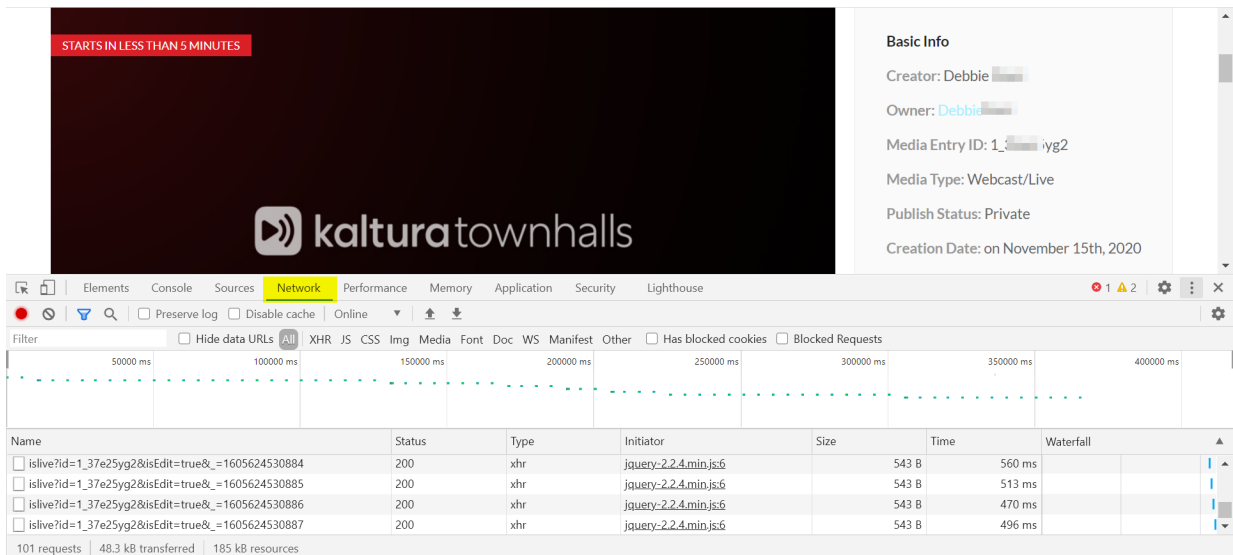 STARTS IN LESS THAN 5 MINUTES
kaltura townhalls
Basic Info
Creator: Debbie
Owner: Debbie
Media Entry ID: 1_3 yg2
Media Type: Webcast/Live
Publish Status: Private
Creation Date: on November 15th, 2020
Elements Console Sources Network Performance Memory Application Security Lighthouse 1 2
Preserve log Disable cache Online
Filter Hide data URLs All XHR JS CSS Img Media Font Doc WS Manifest Other Has blocked cookies Blocked Requests
50000 ms 100000 ms 150000 ms 200000 ms 250000 ms 300000 ms 350000 ms 400000 ms
Name Status Type Initiator Size Time Waterfall
islive?id=1_37e25yg2&isEdit=true&_=1605624530884 200 xhr jquery-2.2.4.min.js:6 543 B 560 ms
islive?id=1_37e25yg2&isEdit=true&_=1605624530885 200 xhr jquery-2.2.4.min.js:6 543 B 513 ms
islive?id=1_37e25yg2&isEdit=true&_=1605624530886 200 xhr jquery-2.2.4.min.js:6 543 B 470 ms
islive?id=1_37e25yg2&isEdit=true&_=1605624530887 200 xhr jquery-2.2.4.min.js:6 543 B 496 ms
101 requests 48.3 kB transferred 185 kB resources